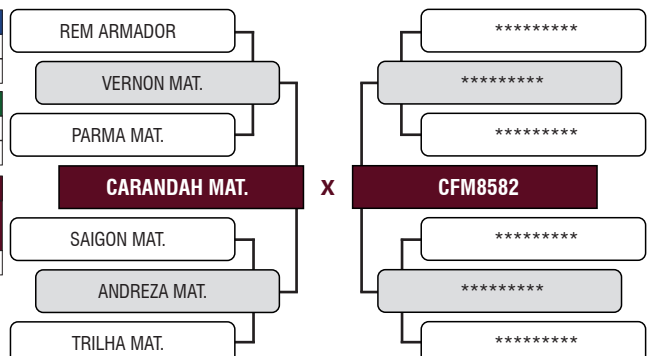 REM ARMADOR
*********
VERNON MAT.
*********
PARMA MAT.
*********
CARANDAH MAT. X CFM8582
SAIGON MAT.
*********
ANDREZA MAT.
*********
TRILHA MAT.
*********